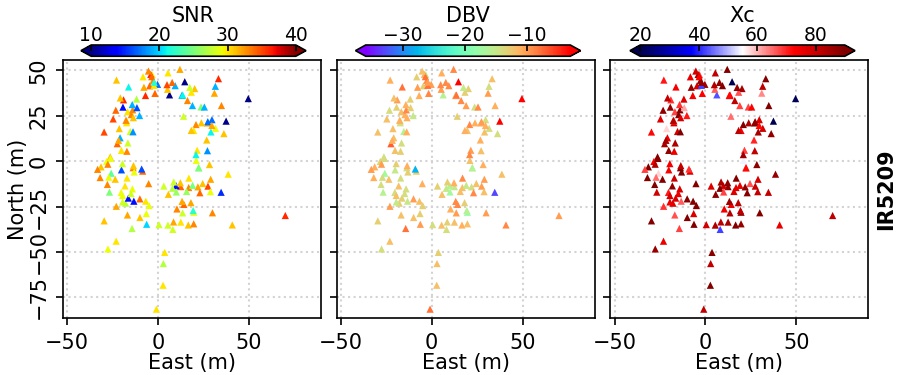 SNR DBV Xc
10 20 30 40 −30 −20 −10 20 40 60 80
North (m)
50
25
0
−25
−50
−75
−50 0 50 −50 0 50 −50 0 50
East (m) East (m) East (m)
IR5209